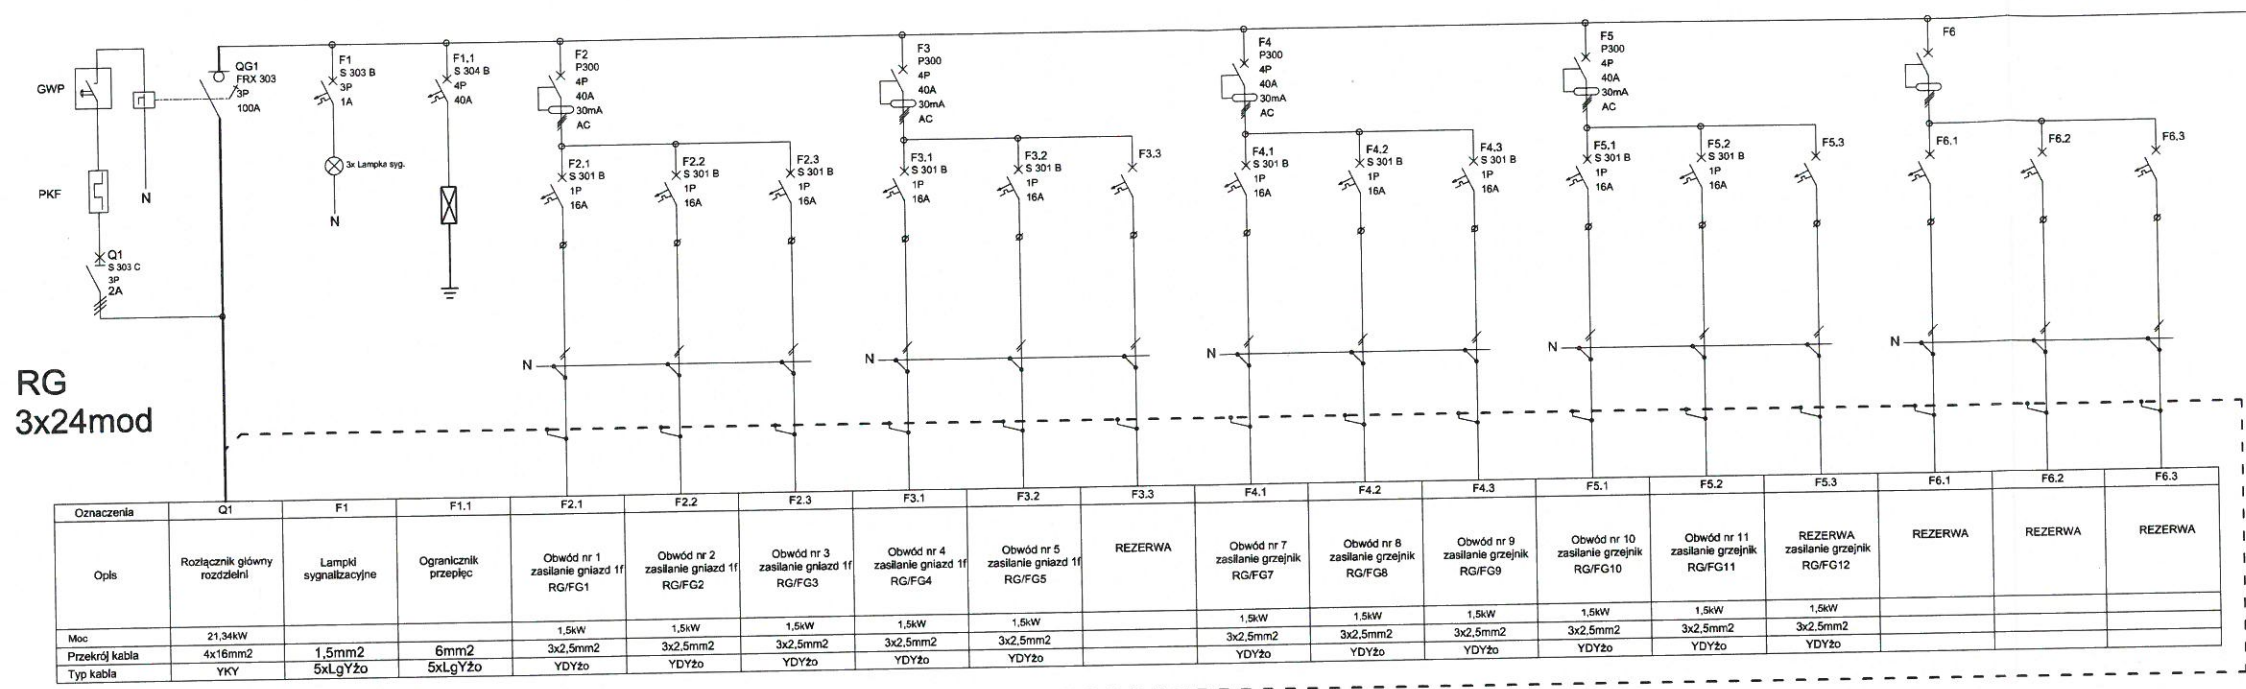 GWP
PKF
N
Q1
S 303 C
3P
2A
QG1
FRX 303
3P
100A
F1
S 303 B
3P
1A
3x Lampka syg.
N
F1.1
S 304 B
4P
40A
F2
P300
4P
40A
30mA
AC
F2.1
S 301 B
1P
16A
F2.2
S 301 B
1P
16A
F2.3
S 301 B
1P
16A
N
F3
P300
4P
40A
30mA
AC
F3.1
S 301 B
1P
16A
F3.2
S 301 B
1P
16A
F3.3
N
F4
P300
4P
40A
30mA
AC
F4.1
S 301 B
1P
16A
F4.2
S 301 B
1P
16A
F4.3
S 301 B
1P
16A
N
F5
P300
4P
40A
30mA
AC
F5.1
S 301 B
1P
16A
F5.2
S 301 B
1P
16A
F5.3
N
F6
F6.1
F6.2
F6.3
N
RG
3x24mod
Oznaczenia Q1 F1 F1.1 F2.1 F2.2 F2.3 F3.1 F3.2 F3.3 F4.1 F4.2 F4.3 F5.1 F5.2 F5.3 F6.1 F6.2 F6.3
Opis
Rozłącznik główny
rozdzielni
Lampki
sygnalizacyjne
Ogranicznik
przepięc
Obwód nr 1
zasilanie gniazd 1f
RG/FG1
Obwód nr 2
zasilanie gniazd 1f
RG/FG2
Obwód nr 3
zasilanie gniazd 1f
RG/FG3
Obwód nr 4
zasilanie gniazd 1f
RG/FG4
Obwód nr 5
zasilanie gniazd 1f
RG/FG5
REZERWA
Obwód nr 7
zasilanie grzejnik
RG/FG7
Obwód nr 8
zasilanie grzejnik
RG/FG8
Obwód nr 9
zasilanie grzejnik
RG/FG9
Obwód nr 10
zasilanie grzejnik
RG/FG10
Obwód nr 11
zasilanie grzejnik
RG/FG11
REZERWA
zasilanie grzejnik
RG/FG12
REZERWA
REZERWA
REZERWA
Moc 21,34kW 1,5kW 1,5kW 1,5kW 1,5kW 1,5kW 1,5kW 1,5kW 1,5kW 1,5kW 1,5kW 1,5kW
Przekrój kabla 4x16mm2 1,5mm2 6mm2 3x2,5mm2 3x2,5mm2 3x2,5mm2 3x2,5mm2 3x2,5mm2 3x2,5mm2 3x2,5mm2 3x2,5mm2 3x2,5mm2 3x2,5mm2 3x2,5mm2
Typ kabla YKY 5xLgYżo 5xLgYżo YDYżo YDYżo YDYżo YDYżo YDYżo YDYżo YDYżo YDYżo YDYżo YDYżo YDYżo